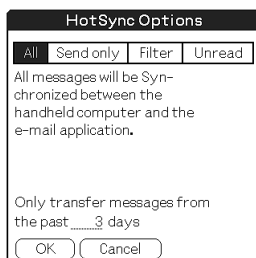 HotSync Options
All Send only Filter Unread
All messages will be Syn-
chronized between the
handheld computer and the
e-mail application.
Only transfer messages from
the past 3 days
OK Cancel